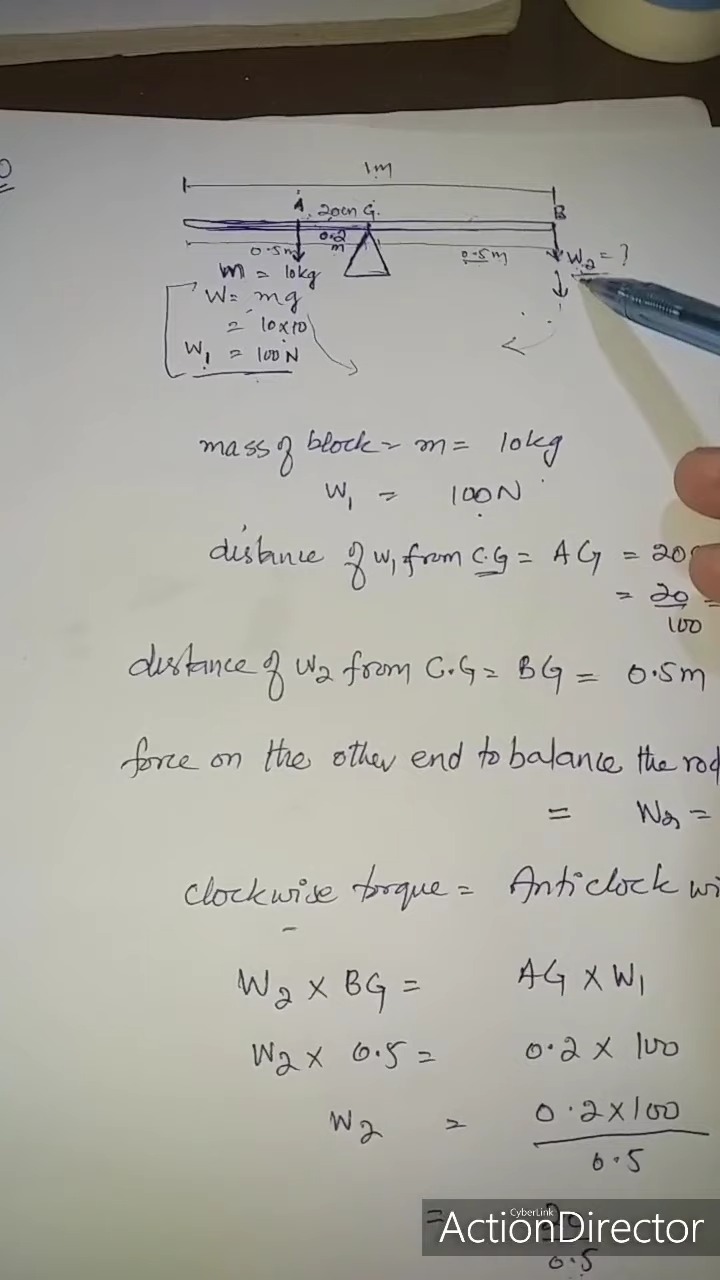 0
1m
A 20cm G. B
0.2
m
0.5m 0.5m
W2 = ?
m = 10kg
W = mg
= 10x10
W1 = 100N
mass of block = m = 10kg
W1 = 100N
distance of W1 from C.G = AG = 20
= 20/100 =
distance of W2 from C.G = BG = 0.5m
force on the other end to balance the rod
= W2 =
clockwise torque = Anticlock wi
W2 x BG = AG x W1
W2 x 0.5 = 0.2 x 100
W2 = 0.2x100
0.5
=
0.5
CyberLink
ActionDirector